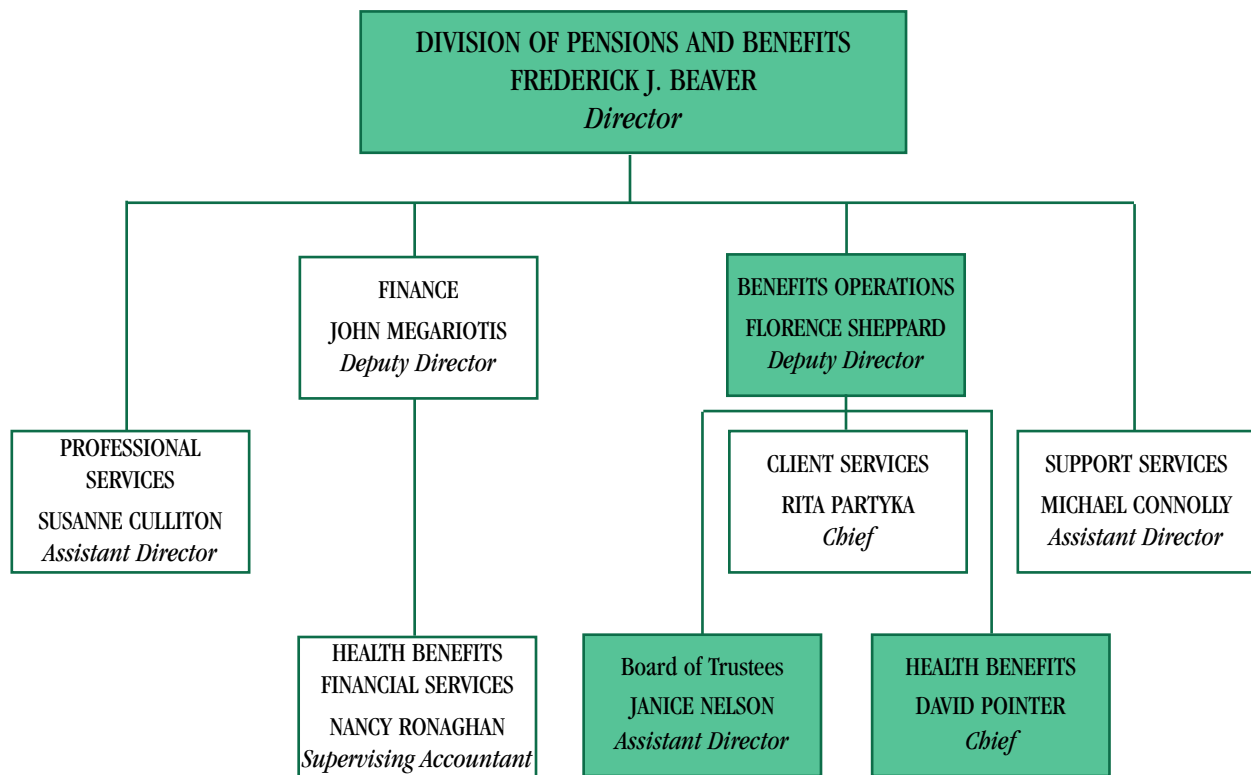 DIVISION OF PENSIONS AND BENEFITS
FREDERICK J. BEAVER
Director
FINANCE
JOHN MEGARIOTIS
Deputy Director
BENEFITS OPERATIONS
FLORENCE SHEPPARD
Deputy Director
PROFESSIONAL
SERVICES
SUSANNE CULLITON
Assistant Director
CLIENT SERVICES
RITA PARTYKA
Chief
SUPPORT SERVICES
MICHAEL CONNOLLY
Assistant Director
HEALTH BENEFITS
FINANCIAL SERVICES
NANCY RONAGHAN
Supervising Accountant
Board of Trustees
JANICE NELSON
Assistant Director
HEALTH BENEFITS
DAVID POINTER
Chief